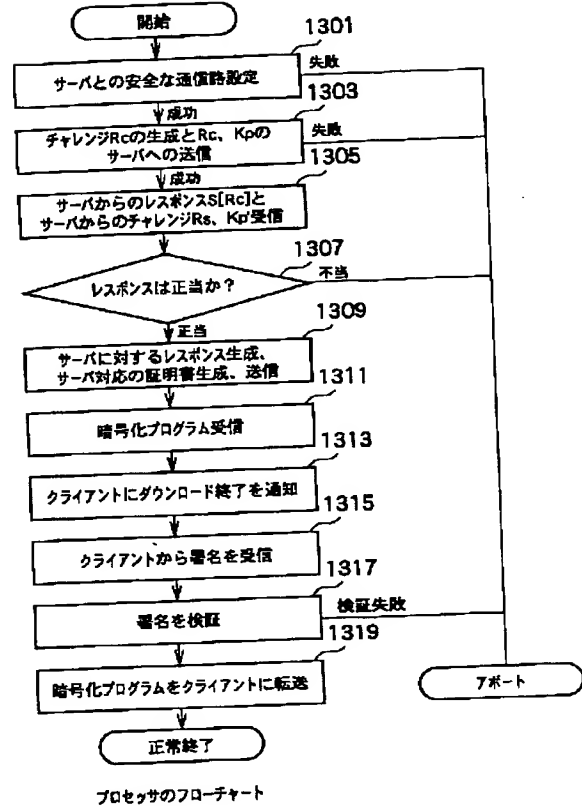 開始
1301
サーバとの安全な通信路設定
失敗
成功
1303
チャレンジRcの生成とRc、Kpの
サーバへの送信
失敗
成功
1305
サーバからのレスポンスS[Rc]と
サーバからのチャレンジRs、Kp'受信
1307
レスポンスは正当か?
不当
正当
1309
サーバに対するレスポンス生成、
サーバ対応の証明書生成、送信
1311
暗号化プログラム受信
1313
クライアントにダウンロード終了を通知
1315
クライアントから署名を受信
1317
署名を検証
検証失敗
1319
暗号化プログラムをクライアントに転送
アボート
正常終了
プロセッサのフローチャート